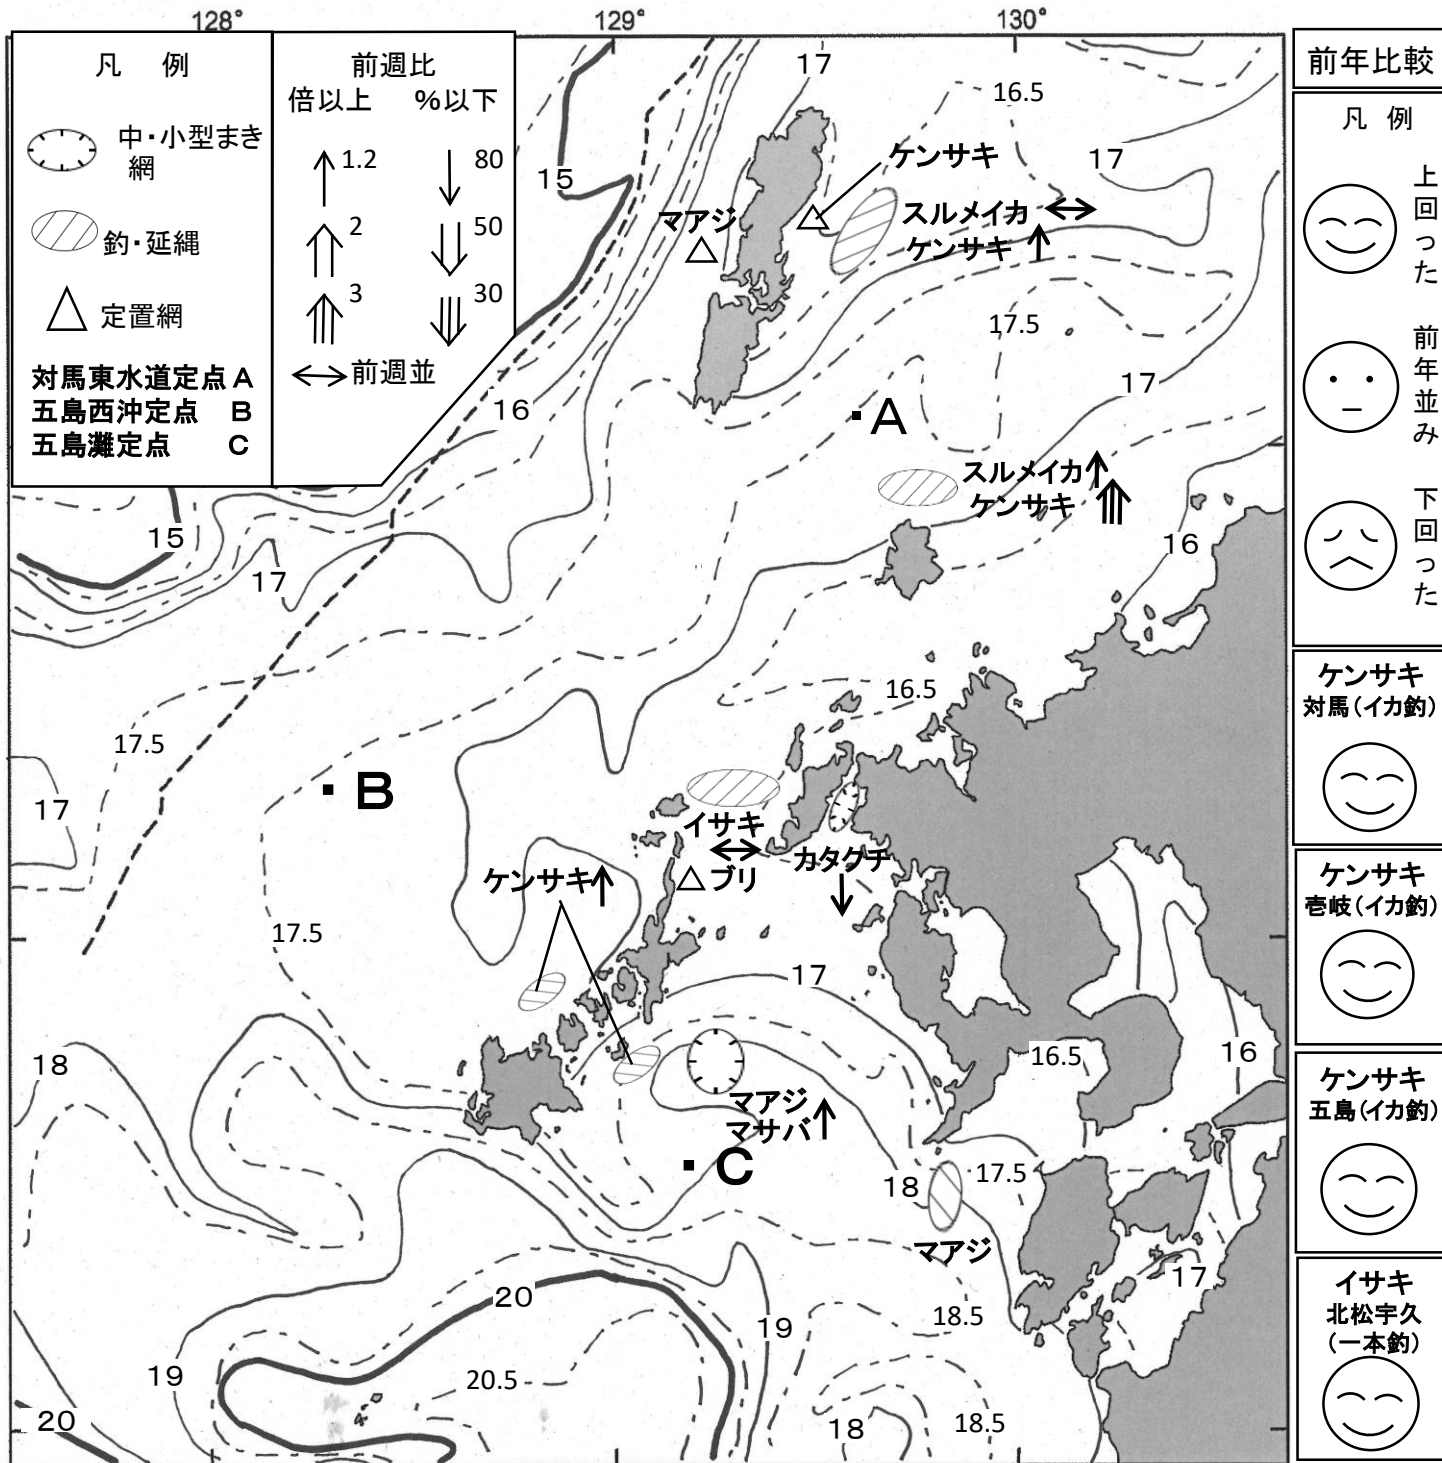 128°
129°
130°
凡 例
中・小型まき
網
釣・延縄
定置網
対馬東水道定点 A
五島西沖定点 B
五島灘定点 C
前週比
倍以上 %以下
1.2 80
2 50
3 30
前週並
前年比較
凡 例
上回った
前年並み
下回った
ケンサキ
対馬(イカ釣)
ケンサキ
壱岐(イカ釣)
ケンサキ
五島(イカ釣)
イサキ
北松宇久
(一本釣)
17
16.5
15
ケンサキ
17
マアジ
スルメイカ
ケンサキ
17.5
17
16
A
スルメイカ
ケンサキ
15
16
17
16.5
17.5
B
17
イサキ
カタクチ
ケンサキ
ブリ
17.5
17
18
16.5
16
マアジ
マサバ
C
18
17.5
マアジ
17
20
18.5
19
19
20.5
20
18
18.5